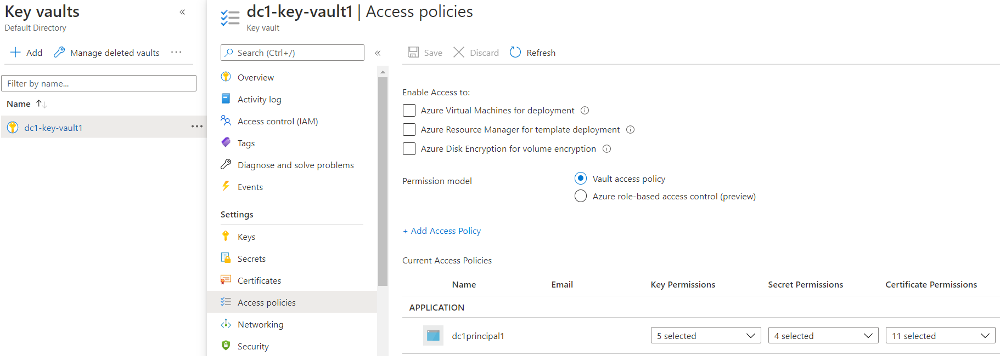 Key vaults
«
Default Directory
Add
Manage deleted vaults
...
Filter by name...
Name ↑↓
dc1-key-vault1
...
dc1-key-vault1 | Access policies
Key vault
Search (Ctrl+/)
«
Overview
Activity log
Access control (IAM)
Tags
Diagnose and solve problems
Events
Settings
Keys
Secrets
Certificates
Access policies
Networking
Security
Save
Discard
Refresh
Enable Access to:
Azure Virtual Machines for deployment
Azure Resource Manager for template deployment
Azure Disk Encryption for volume encryption
Permission model
Vault access policy
Azure role-based access control (preview)
+ Add Access Policy
Current Access Policies
Name Email Key Permissions Secret Permissions Certificate Permissions
APPLICATION
dc1principal1 5 selected 4 selected 11 selected